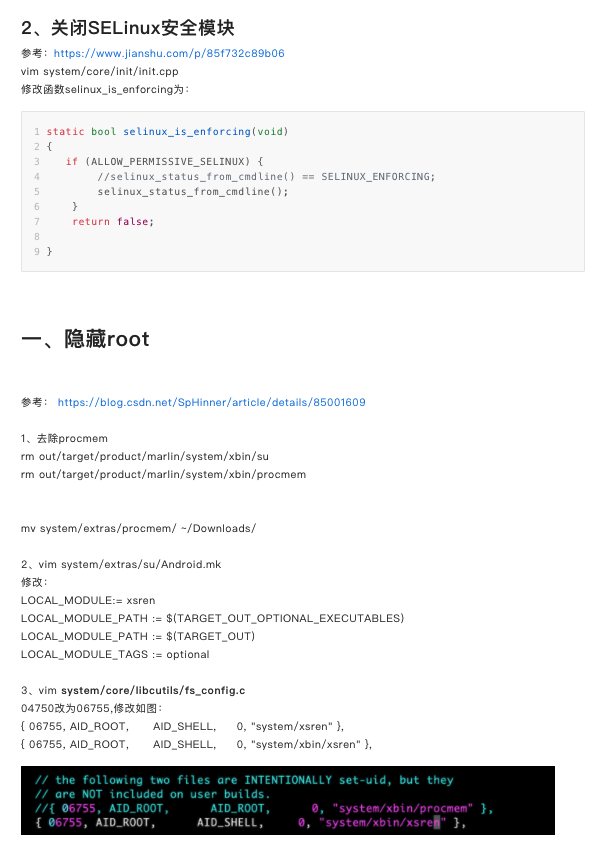 2、关闭SELinux安全模块
参考：https://www.jianshu.com/p/85f732c89b06
vim system/core/init/init.cpp
修改函数selinux_is_enforcing为：
1 static bool selinux_is_enforcing(void)
2 {
3    if (ALLOW_PERMISSIVE_SELINUX) {
4        //selinux_status_from_cmdline() == SELINUX_ENFORCING;
5        selinux_status_from_cmdline();
6    }
7    return false;
8
9 }
一、隐藏root
参考： https://blog.csdn.net/SpHinner/article/details/85001609
1、去除procmem
rm out/target/product/marlin/system/xbin/su
rm out/target/product/marlin/system/xbin/procmem
mv system/extras/procmem/ ~/Downloads/
2、vim system/extras/su/Android.mk
修改：
LOCAL_MODULE:= xsren
LOCAL_MODULE_PATH := $(TARGET_OUT_OPTIONAL_EXECUTABLES)
LOCAL_MODULE_PATH := $(TARGET_OUT)
LOCAL_MODULE_TAGS := optional
3、vim system/core/libcutils/fs_config.c
04750改为06755,修改如图：
{ 06755, AID_ROOT,      AID_SHELL,     0, "system/xsren" },
{ 06755, AID_ROOT,      AID_SHELL,     0, "system/xbin/xsren" },
// the following two files are INTENTIONALLY set-uid, but they
// are NOT included on user builds.
//{ 06755, AID_ROOT,      AID_ROOT,      0, "system/xbin/procmem" },
{ 06755, AID_ROOT,      AID_SHELL,     0, "system/xbin/xsren" },